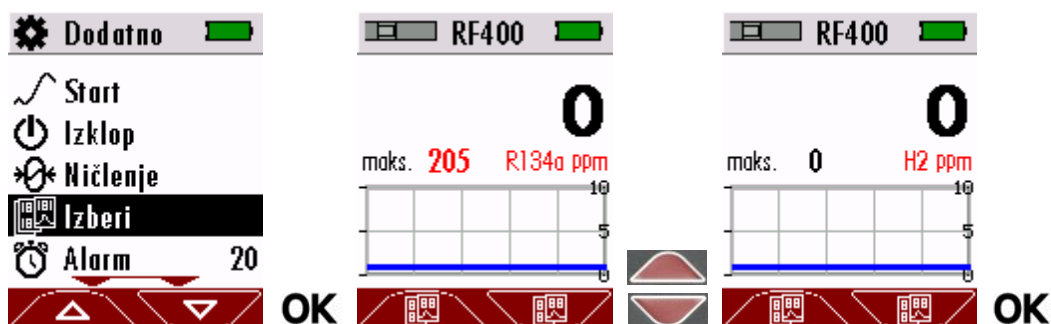 Dodatno
Start
Izklop
Ničlenje
Izberi
Alarm 20
OK
RF400
0
maks. 205 R134a ppm
10
5
0
RF400
0
maks. 0 H2 ppm
10
5
0
OK